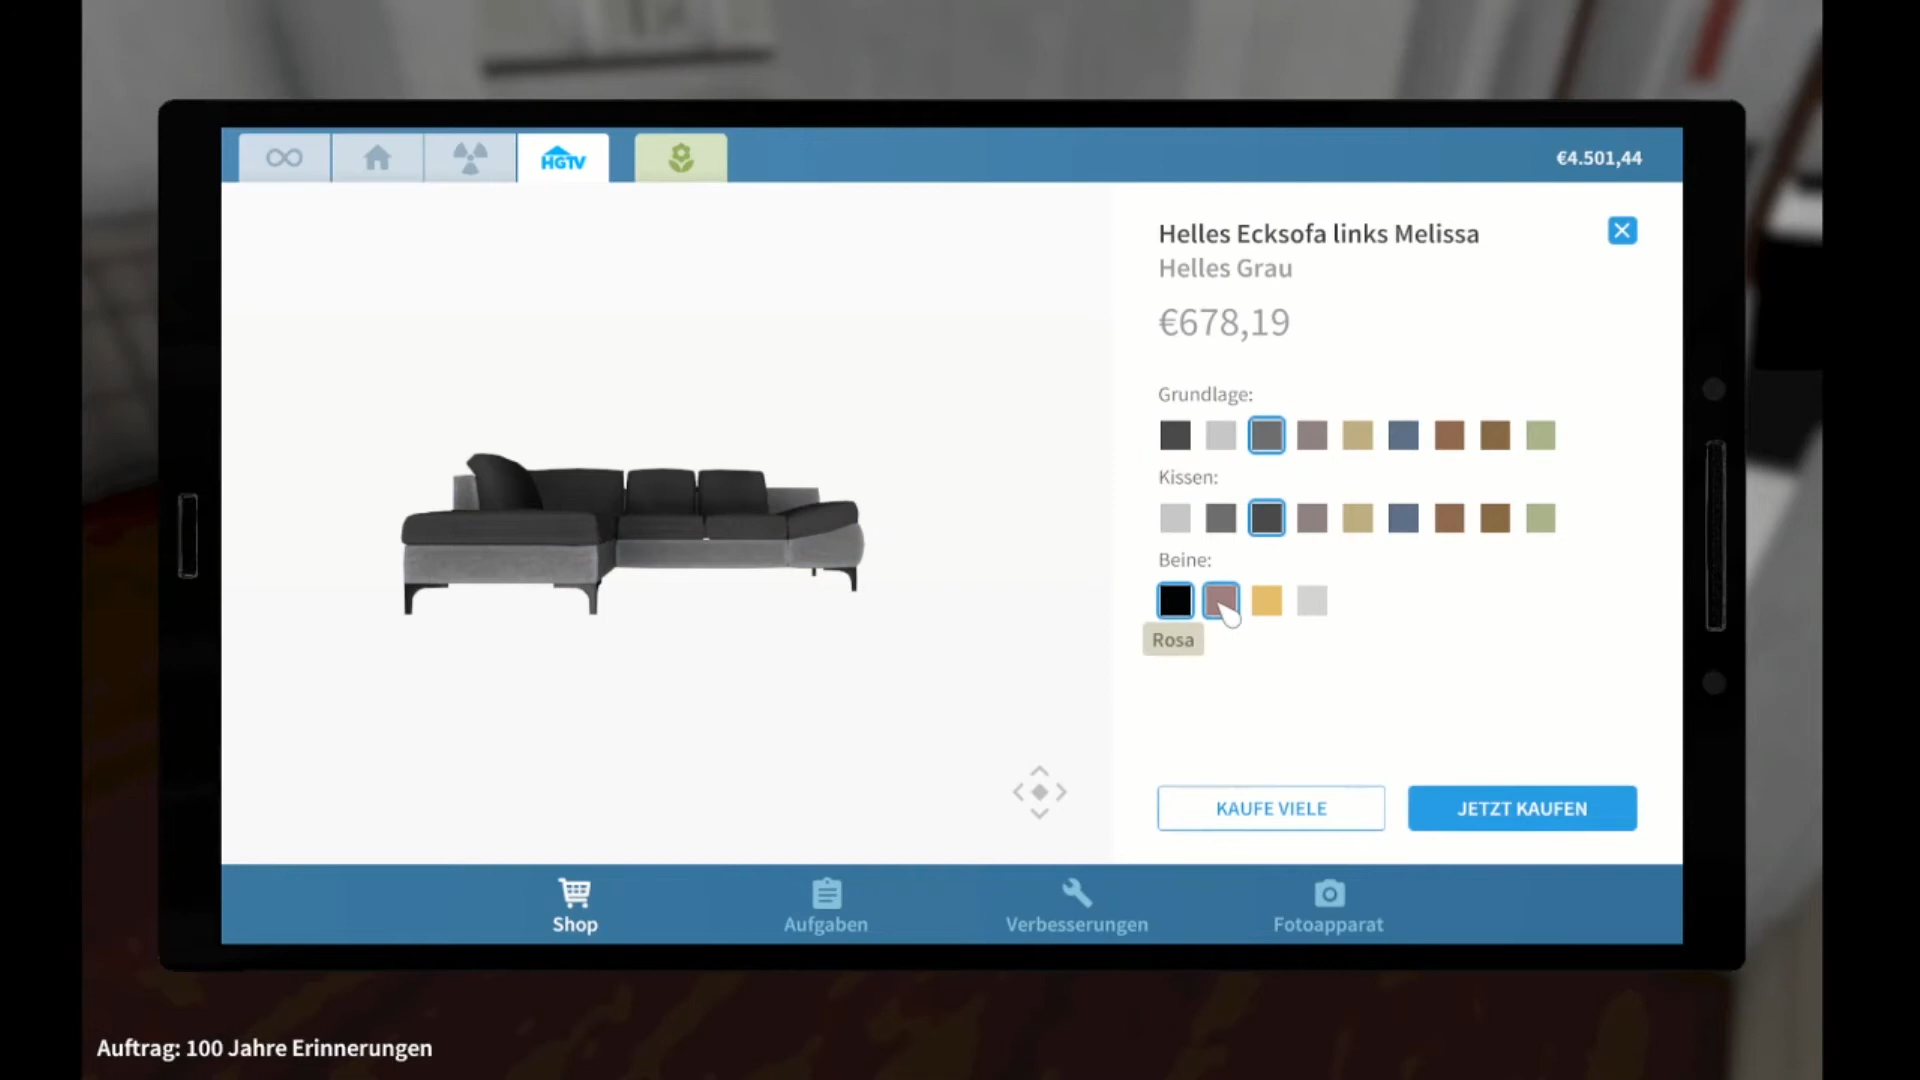 HGTV
€4.501,44
Helles Ecksofa links Melissa
Helles Grau
€678,19
Grundlage:
Kissen:
Beine:
Rosa
KAUFE VIELE
JETZT KAUFEN
Shop
Aufgaben
Verbesserungen
Fotoapparat
Auftrag: 100 Jahre Erinnerungen